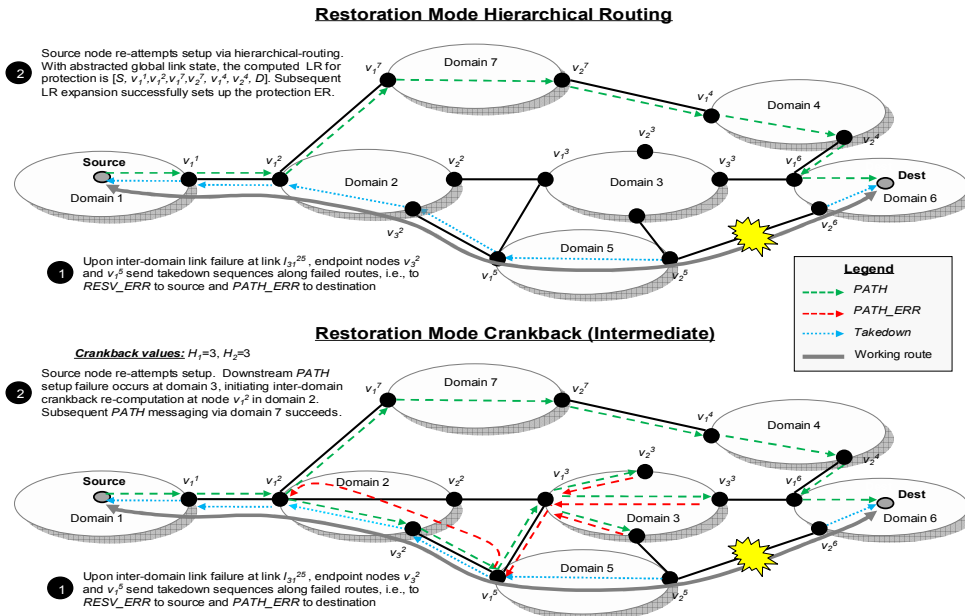 Restoration Mode Hierarchical Routing
2
Source node re-attempts setup via hierarchical-routing.
With abstracted global link state, the computed LR for
protection is [S, v₁¹,v₁²,v₁⁷,v₂⁷, v₁⁴, v₂⁴, D]. Subsequent
LR expansion successfully sets up the protection ER.
v₁⁷
Domain 7
v₂⁷
v₁⁴
Domain 4
v₂⁴
Source
Domain 1
v₁¹
v₁²
Domain 2
v₂²
v₃²
v₁³
v₂³
Domain 3
v₃³
v₁⁶
Dest
Domain 6
v₂⁶
Domain 5
v₁⁵
v₂⁵
1
Upon inter-domain link failure at link l₃₁²⁵, endpoint nodes v₃²
and v₁⁵ send takedown sequences along failed routes, i.e., to
RESV_ERR to source and PATH_ERR to destination
Legend
PATH
PATH_ERR
Takedown
Working route
Restoration Mode Crankback (Intermediate)
Crankback values: H₁=3, H₂=3
2
Source node re-attempts setup. Downstream PATH
setup failure occurs at domain 3, initiating inter-domain
crankback re-computation at node v₁² in domain 2.
Subsequent PATH messaging via domain 7 succeeds.
v₁⁷
Domain 7
v₂⁷
v₁⁴
Domain 4
v₂⁴
Source
Domain 1
v₁¹
v₁²
Domain 2
v₂²
v₃²
v₁³
v₂³
Domain 3
v₃³
v₁⁶
Dest
Domain 6
v₂⁶
Domain 5
v₁⁵
v₂⁵
1
Upon inter-domain link failure at link l₃₁²⁵, endpoint nodes v₃²
and v₁⁵ send takedown sequences along failed routes, i.e., to
RESV_ERR to source and PATH_ERR to destination